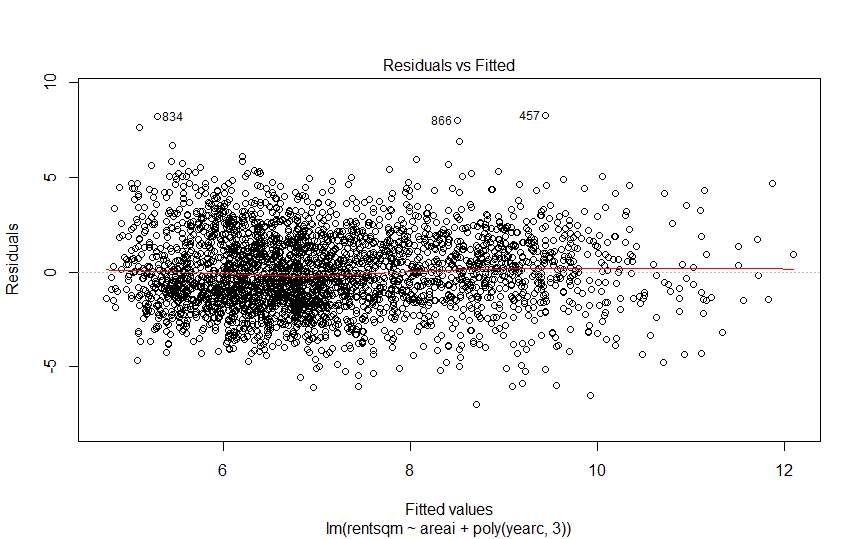 Residuals vs Fitted
10
5
0
-5
Residuals
834
866
457
6
8
10
12
Fitted values
lm(rentsqm ~ areai + poly(yearc, 3))